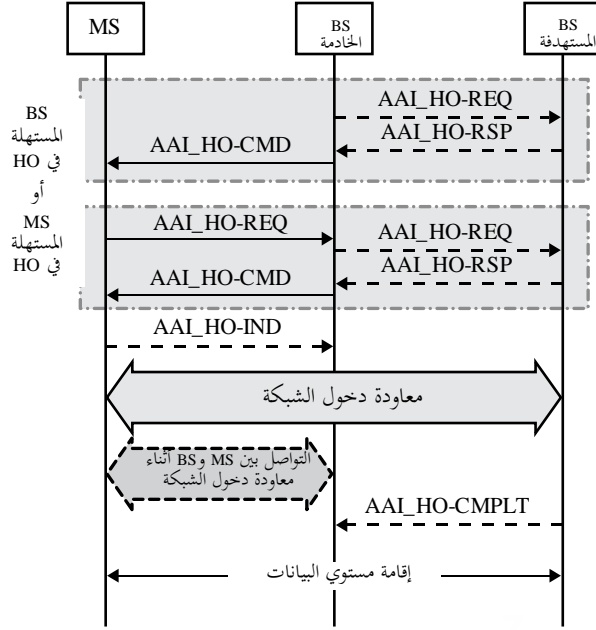 MS
BS
الخادمة
BS
المستهدفة
BS
المستهلة
في HO
AAI_HO-REQ
AAI_HO-RSP
AAI_HO-CMD
أو
MS
المستهلة
في HO
AAI_HO-REQ
AAI_HO-REQ
AAI_HO-RSP
AAI_HO-CMD
AAI_HO-IND
معاودة دخول الشبكة
التواصل بين MS وBS أثناء
معاودة دخول الشبكة
AAI_HO-CMPLT
إقامة مستوي البيانات